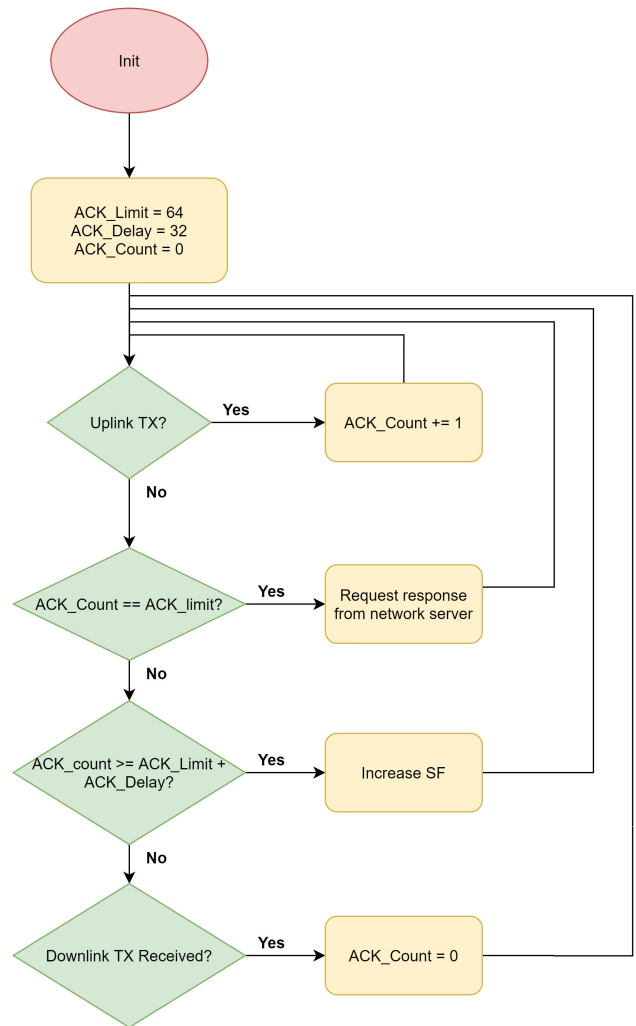 Init
ACK_Limit = 64
ACK_Delay = 32
ACK_Count = 0
Uplink TX?
Yes
ACK_Count += 1
No
ACK_Count == ACK_limit?
Yes
Request response
from network server
No
ACK_count >= ACK_Limit +
ACK_Delay?
Yes
Increase SF
No
Downlink TX Received?
Yes
ACK_Count = 0